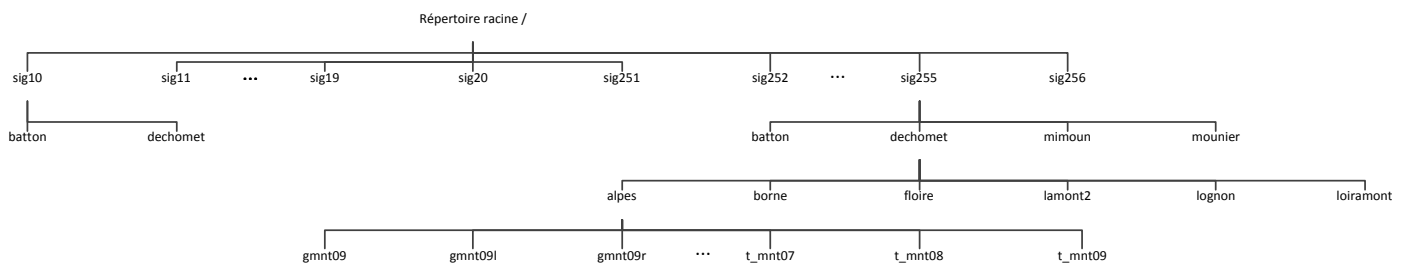 Répertoire racine /
sig10 sig11 ... sig19 sig20 sig251 sig252 ... sig255 sig256
batton dechomet batton dechomet mimoun mounier
alpes borne floire lamont2 lognon loiramont
gmnt09 gmnt09l gmnt09r ... t_mnt07 t_mnt08 t_mnt09